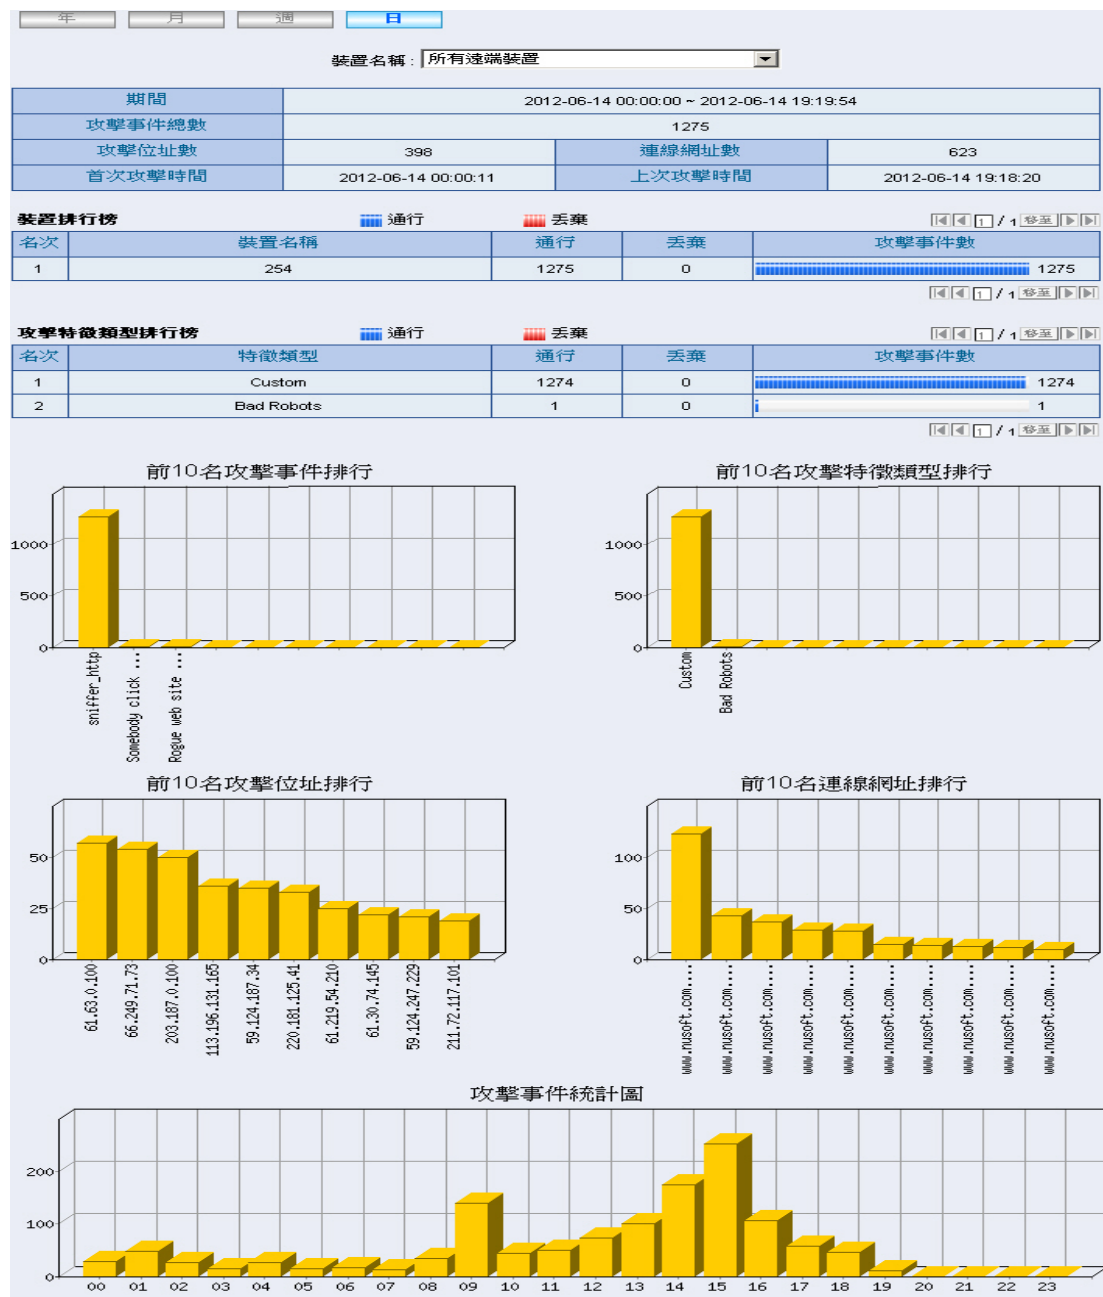 年 月 週 日
裝置名稱 : 所有遠端裝置
期間 2012-06-14 00:00:00 ~ 2012-06-14 19:19:54
攻擊事件總數 1275
攻擊位址數 398 連線網址數 623
首次攻擊時間 2012-06-14 00:00:11 上次攻擊時間 2012-06-14 19:18:20
裝置排行榜 通行 丟棄 1 / 1 移至
名次 裝置名稱 通行 丟棄 攻擊事件數
1 254 1275 0 1275
1 / 1 移至
攻擊特徵類型排行榜 通行 丟棄 1 / 1 移至
名次 特徵類型 通行 丟棄 攻擊事件數
1 Custom 1274 0 1274
2 Bad Robots 1 0 1
1 / 1 移至
前10名攻擊事件排行
1000
500
0
sniffer_http
Somebody click ...
Rogue web site ...
前10名攻擊特徵類型排行
1000
500
0
Custom
Bad Robots
前10名攻擊位址排行
50
25
0
61.63.0.100
66.249.71.73
203.187.0.100
113.196.131.165
59.124.187.34
220.181.125.41
61.219.54.210
61.30.74.145
59.124.247.229
211.72.117.101
前10名連線網址排行
100
50
0
www.nusoft.com....
www.nusoft.com....
www.nusoft.com....
www.nusoft.com....
www.nusoft.com....
www.nusoft.com....
www.nusoft.com....
www.nusoft.com....
www.nusoft.com....
www.nusoft.com....
攻擊事件統計圖
200
100
0
00 01 02 03 04 05 06 07 08 09 10 11 12 13 14 15 16 17 18 19 20 21 22 23